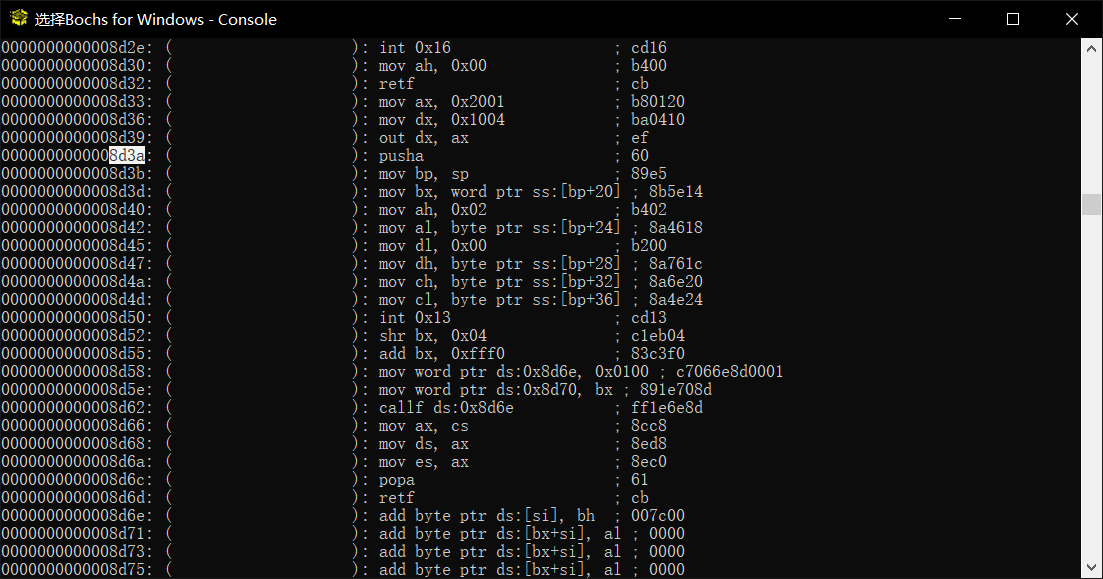 选择Bochs for Windows - Console
0000000000008d2e: (                    ): int 0x16                  ; cd16
0000000000008d30: (                    ): mov ah, 0x00              ; b400
0000000000008d32: (                    ): retf                      ; cb
0000000000008d33: (                    ): mov ax, 0x2001            ; b80120
0000000000008d36: (                    ): mov dx, 0x1004            ; ba0410
0000000000008d39: (                    ): out dx, ax                ; ef
0000000000008d3a: (                    ): pusha                     ; 60
0000000000008d3b: (                    ): mov bp, sp                ; 89e5
0000000000008d3d: (                    ): mov bx, word ptr ss:[bp+20] ; 8b5e14
0000000000008d40: (                    ): mov ah, 0x02              ; b402
0000000000008d42: (                    ): mov al, byte ptr ss:[bp+24] ; 8a4618
0000000000008d45: (                    ): mov dl, 0x00              ; b200
0000000000008d47: (                    ): mov dh, byte ptr ss:[bp+28] ; 8a761c
0000000000008d4a: (                    ): mov ch, byte ptr ss:[bp+32] ; 8a6e20
0000000000008d4d: (                    ): mov cl, byte ptr ss:[bp+36] ; 8a4e24
0000000000008d50: (                    ): int 0x13                  ; cd13
0000000000008d52: (                    ): shr bx, 0x04              ; c1eb04
0000000000008d55: (                    ): add bx, 0xfff0            ; 83c3f0
0000000000008d58: (                    ): mov word ptr ds:0x8d6e, 0x0100 ; c7066e8d0001
0000000000008d5e: (                    ): mov word ptr ds:0x8d70, bx ; 891e708d
0000000000008d62: (                    ): callf ds:0x8d6e           ; ff1e6e8d
0000000000008d66: (                    ): mov ax, cs                ; 8cc8
0000000000008d68: (                    ): mov ds, ax                ; 8ed8
0000000000008d6a: (                    ): mov es, ax                ; 8ec0
0000000000008d6c: (                    ): popa                      ; 61
0000000000008d6d: (                    ): retf                      ; cb
0000000000008d6e: (                    ): add byte ptr ds:[si], bh  ; 007c00
0000000000008d71: (                    ): add byte ptr ds:[bx+si], al ; 0000
0000000000008d73: (                    ): add byte ptr ds:[bx+si], al ; 0000
0000000000008d75: (                    ): add byte ptr ds:[bx+si], al ; 0000